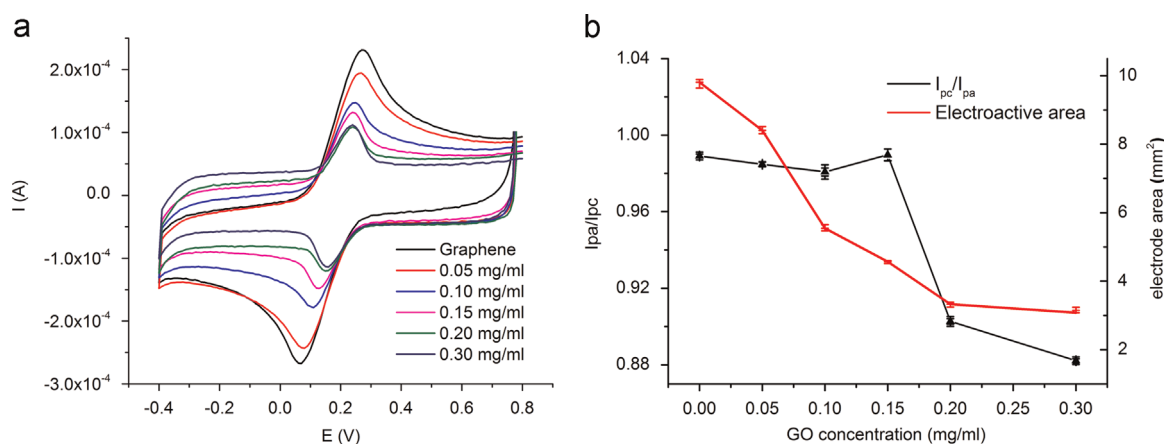 a
I (A)
2.0x10⁻⁴
1.0x10⁻⁴
0.0
-1.0x10⁻⁴
-2.0x10⁻⁴
-3.0x10⁻⁴
-0.4 -0.2 0.0 0.2 0.4 0.6 0.8
E (V)
Graphene
0.05 mg/ml
0.10 mg/ml
0.15 mg/ml
0.20 mg/ml
0.30 mg/ml
b
Ipa/Ipc
1.04
1.00
0.96
0.92
0.88
0.00 0.05 0.10 0.15 0.20 0.25 0.30
GO concentration (mg/ml)
I_pc/I_pa
Electroactive area
10
8
6
4
2
electrode area (mm²)